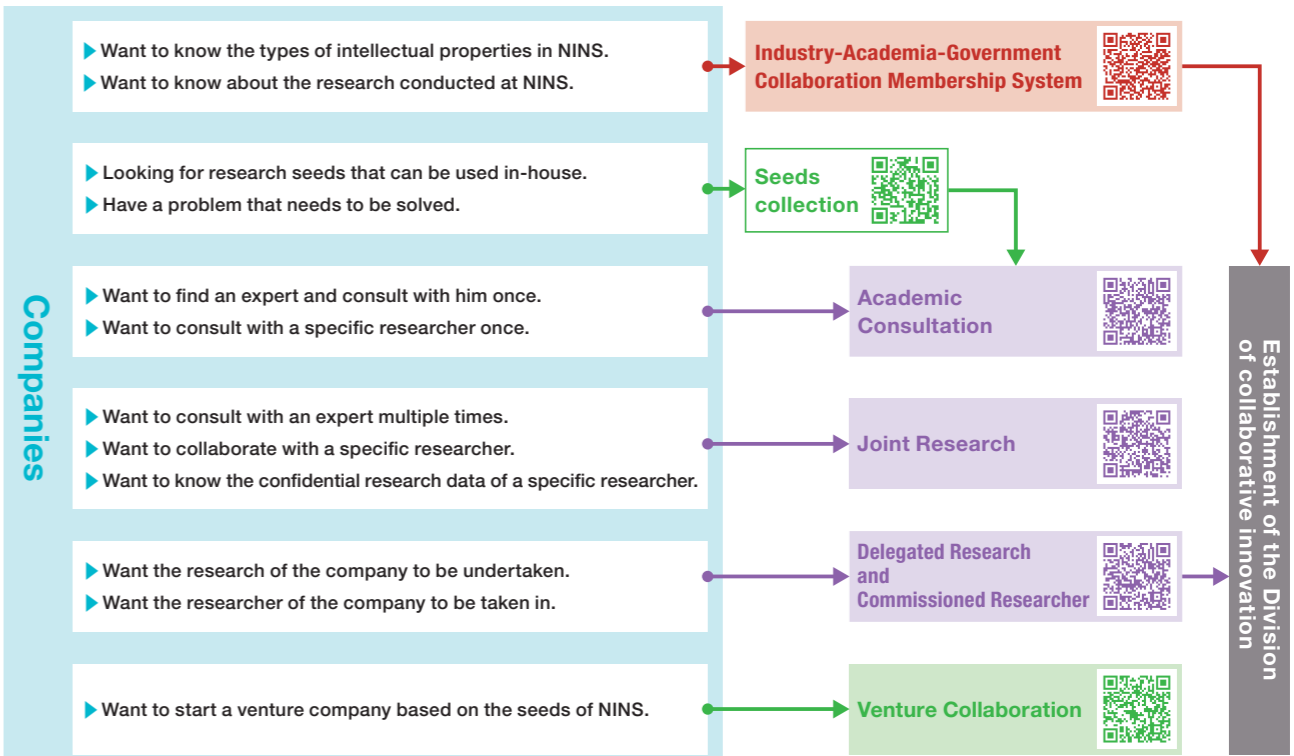 Companies
Want to know the types of intellectual properties in NINS.
Want to know about the research conducted at NINS.
Industry-Academia-Government
Collaboration Membership System
Looking for research seeds that can be used in-house.
Have a problem that needs to be solved.
Seeds
collection
Want to find an expert and consult with him once.
Want to consult with a specific researcher once.
Academic
Consultation
Want to consult with an expert multiple times.
Want to collaborate with a specific researcher.
Want to know the confidential research data of a specific researcher.
Joint Research
Want the research of the company to be undertaken.
Want the researcher of the company to be taken in.
Delegated Research
and
Commissioned Researcher
Want to start a venture company based on the seeds of NINS.
Venture Collaboration
Establishment of the Division
of collaborative innovation